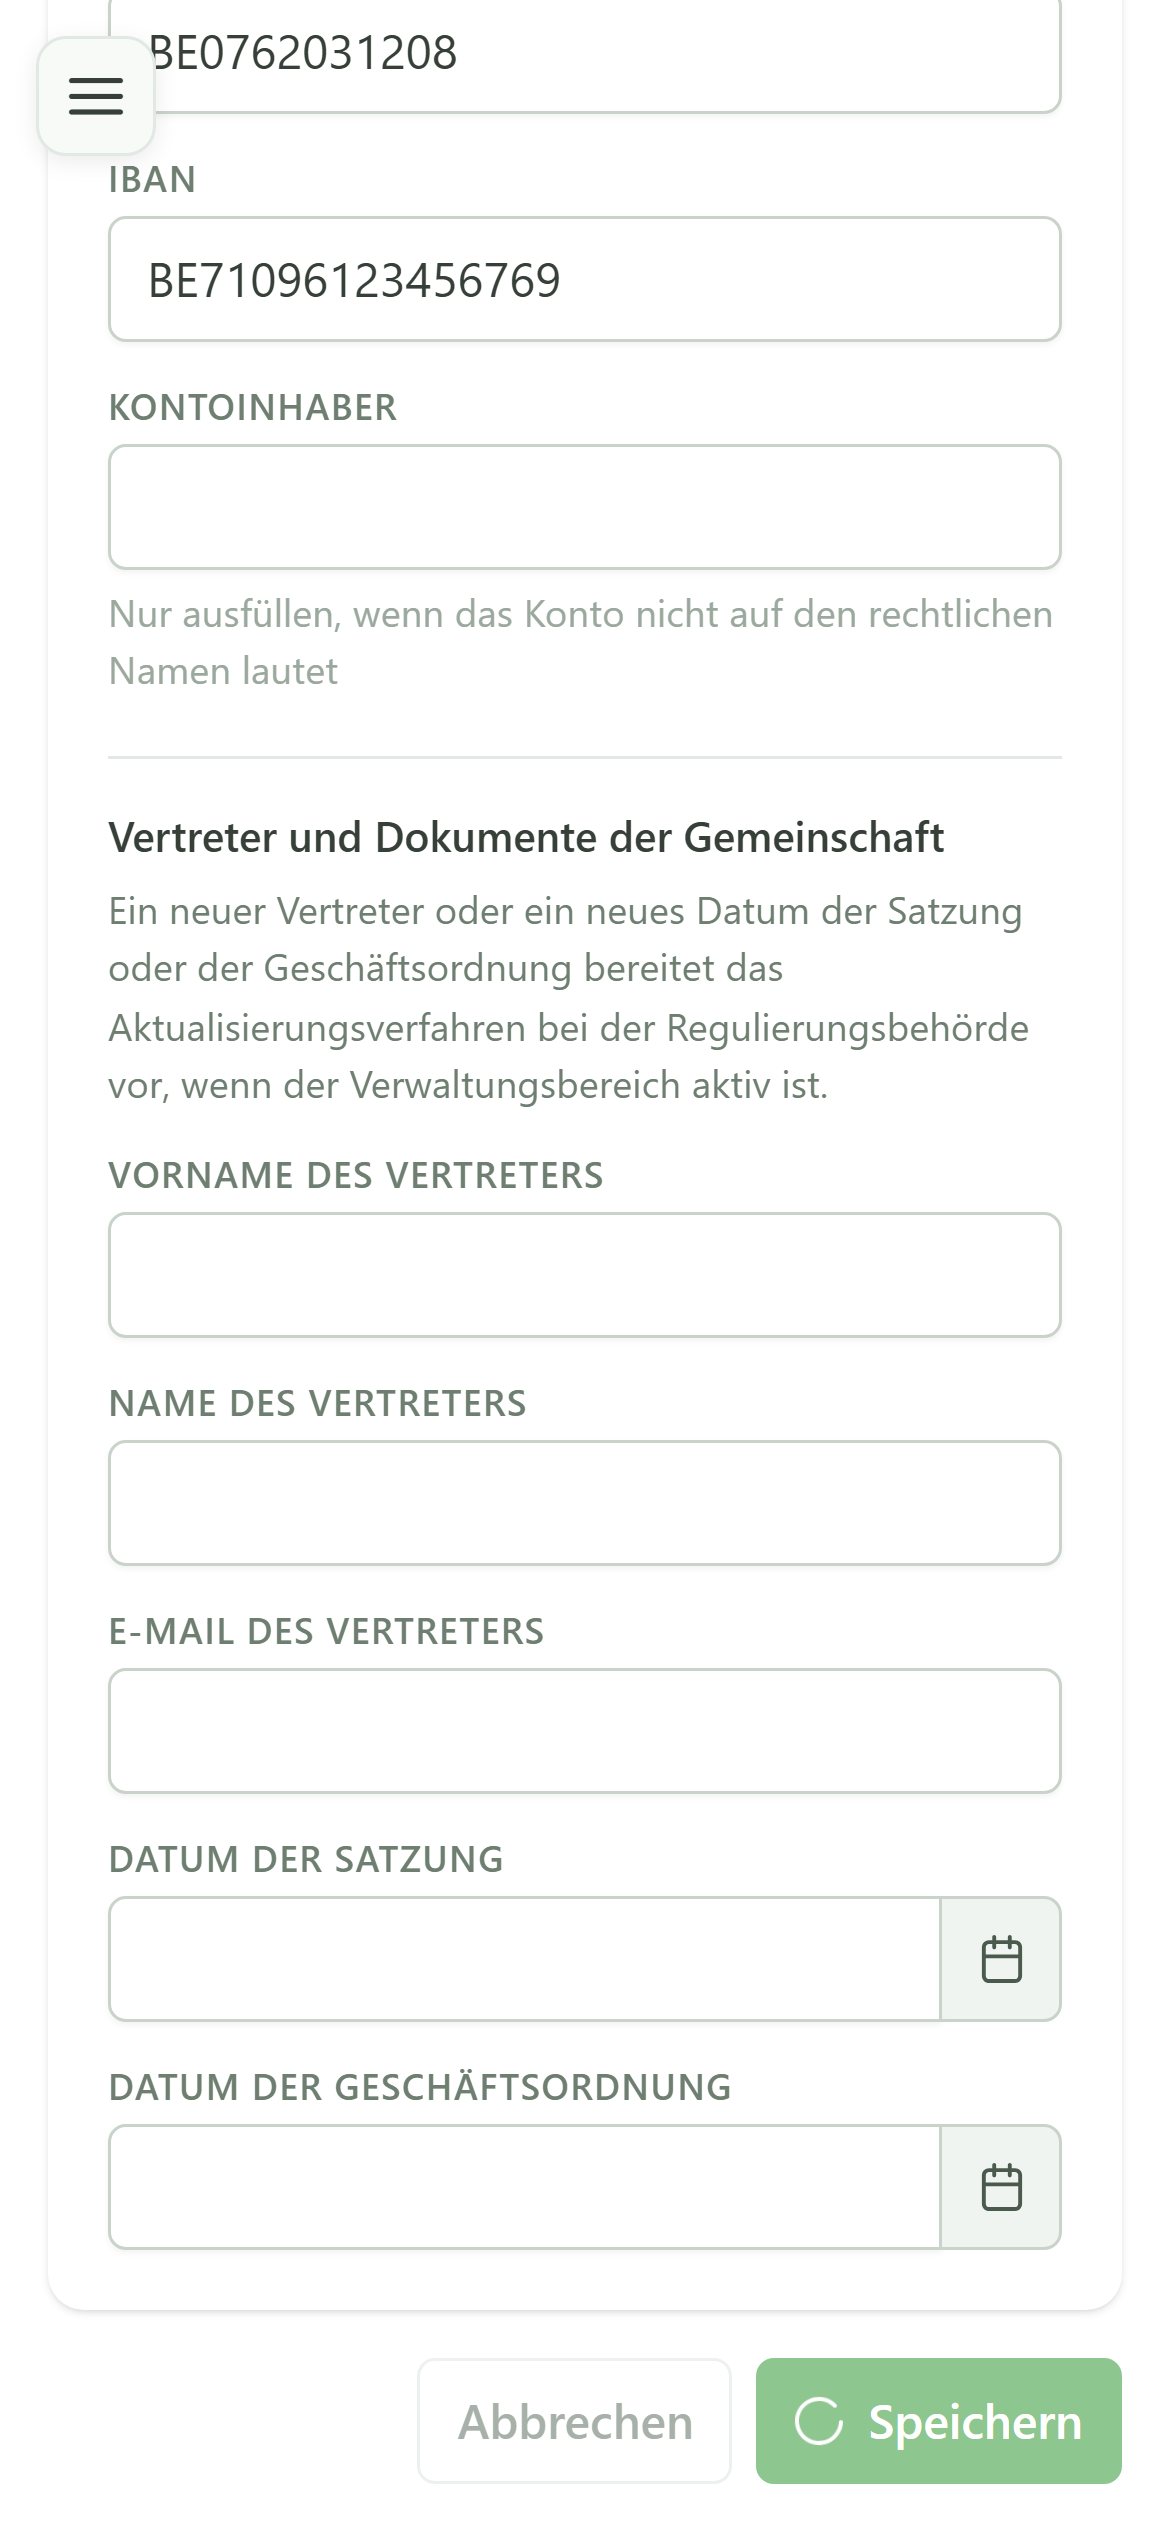 BE0762031208
IBAN
BE71096123456769
KONTOINHABER
Nur ausfüllen, wenn das Konto nicht auf den rechtlichen
Namen lautet
Vertreter und Dokumente der Gemeinschaft
Ein neuer Vertreter oder ein neues Datum der Satzung
oder der Geschäftsordnung bereitet das
Aktualisierungsverfahren bei der Regulierungsbehörde
vor, wenn der Verwaltungsbereich aktiv ist.
VORNAME DES VERTRETERS
NAME DES VERTRETERS
E-MAIL DES VERTRETERS
DATUM DER SATZUNG
DATUM DER GESCHÄFTSORDNUNG
Abbrechen
Speichern